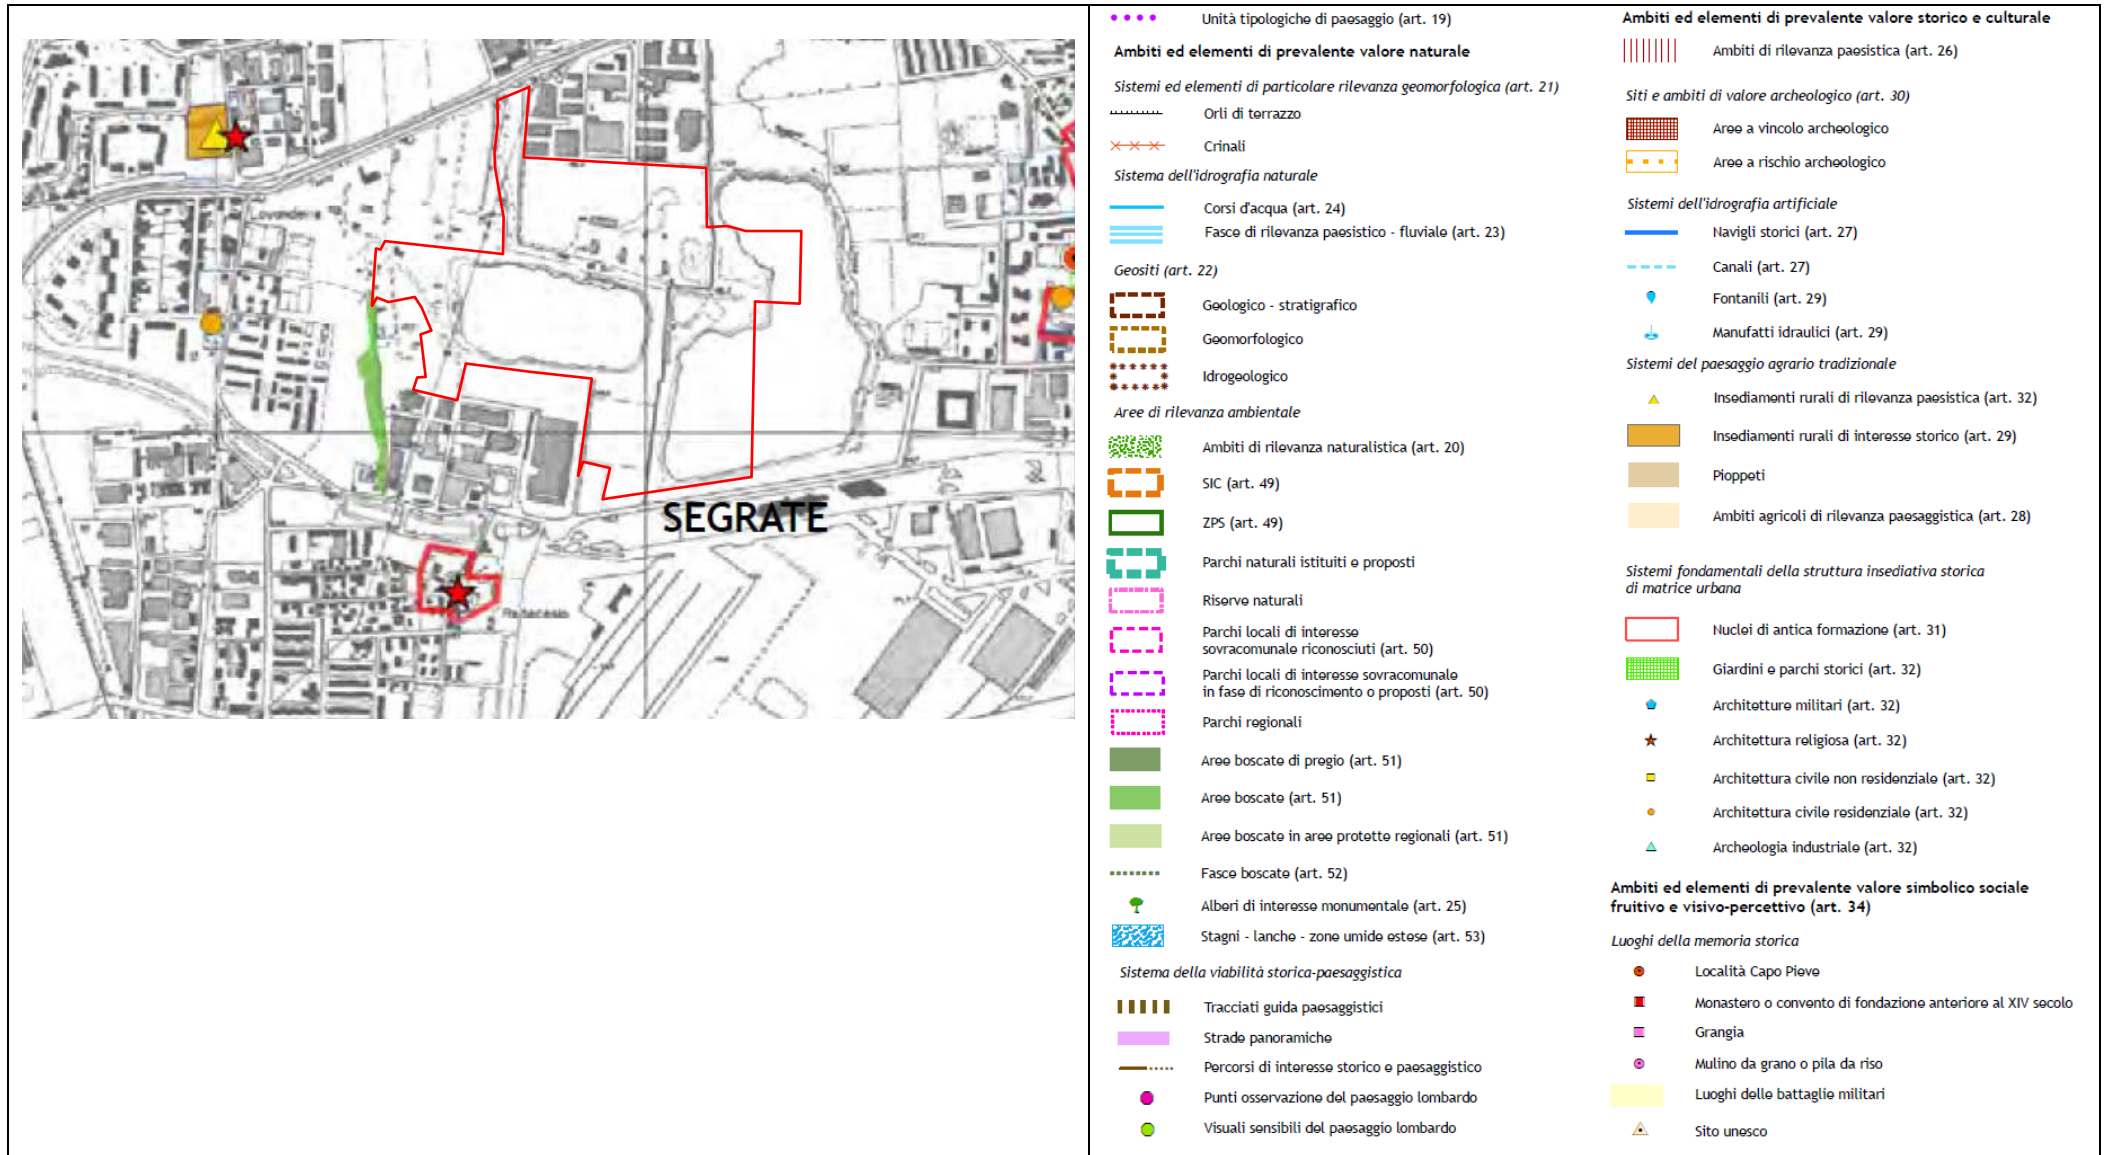 Lavanderie
SEGRATE
Redecesio
Unità tipologiche di paesaggio (art. 19)
Ambiti ed elementi di prevalente valore naturale
Sistemi ed elementi di particolare rilevanza geomorfologica (art. 21)
Orli di terrazzo
Crinali
Sistema dell'idrografia naturale
Corsi d'acqua (art. 24)
Fasce di rilevanza paesistico - fluviale (art. 23)
Geositi (art. 22)
Geologico - stratigrafico
Geomorfologico
Idrogeologico
Aree di rilevanza ambientale
Ambiti di rilevanza naturalistica (art. 20)
SIC (art. 49)
ZPS (art. 49)
Parchi naturali istituiti e proposti
Riserve naturali
Parchi locali di interesse
sovracomunale riconosciuti (art. 50)
Parchi locali di interesse sovracomunale
in fase di riconoscimento o proposti (art. 50)
Parchi regionali
Aree boscate di pregio (art. 51)
Aree boscate (art. 51)
Aree boscate in aree protette regionali (art. 51)
Fasce boscate (art. 52)
Alberi di interesse monumentale (art. 25)
Stagni - lanche - zone umide estese (art. 53)
Sistema della viabilità storica-paesaggistica
Tracciati guida paesaggistici
Strade panoramiche
Percorsi di interesse storico e paesaggistico
Punti osservazione del paesaggio lombardo
Visuali sensibili del paesaggio lombardo
Ambiti ed elementi di prevalente valore storico e culturale
Ambiti di rilevanza paesistica (art. 26)
Siti e ambiti di valore archeologico (art. 30)
Aree a vincolo archeologico
Aree a rischio archeologico
Sistemi dell'idrografia artificiale
Navigli storici (art. 27)
Canali (art. 27)
Fontanili (art. 29)
Manufatti idraulici (art. 29)
Sistemi del paesaggio agrario tradizionale
Insediamenti rurali di rilevanza paesistica (art. 32)
Insediamenti rurali di interesse storico (art. 29)
Pioppeti
Ambiti agricoli di rilevanza paesaggistica (art. 28)
Sistemi fondamentali della struttura insediativa storica
di matrice urbana
Nuclei di antica formazione (art. 31)
Giardini e parchi storici (art. 32)
Architetture militari (art. 32)
Architettura religiosa (art. 32)
Architettura civile non residenziale (art. 32)
Architettura civile residenziale (art. 32)
Archeologia industriale (art. 32)
Ambiti ed elementi di prevalente valore simbolico sociale
fruitivo e visivo-percettivo (art. 34)
Luoghi della memoria storica
Località Capo Pieve
Monastero o convento di fondazione anteriore al XIV secolo
Grangia
Mulino da grano o pila da riso
Luoghi delle battaglie militari
Sito unesco